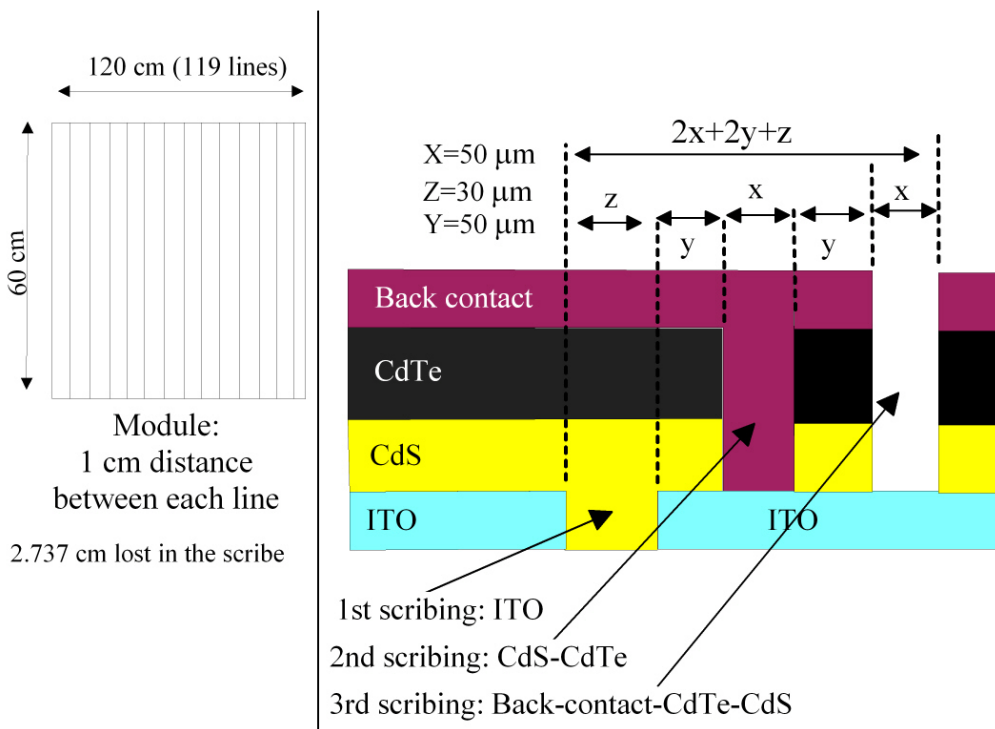 120 cm (119 lines)
60 cm
Module:
1 cm distance
between each line
2.737 cm lost in the scribe
X=50 μm
Z=30 μm
Y=50 μm
2x+2y+z
z
y
x
y
x
Back contact
CdTe
CdS
ITO
ITO
1st scribing: ITO
2nd scribing: CdS-CdTe
3rd scribing: Back-contact-CdTe-CdS